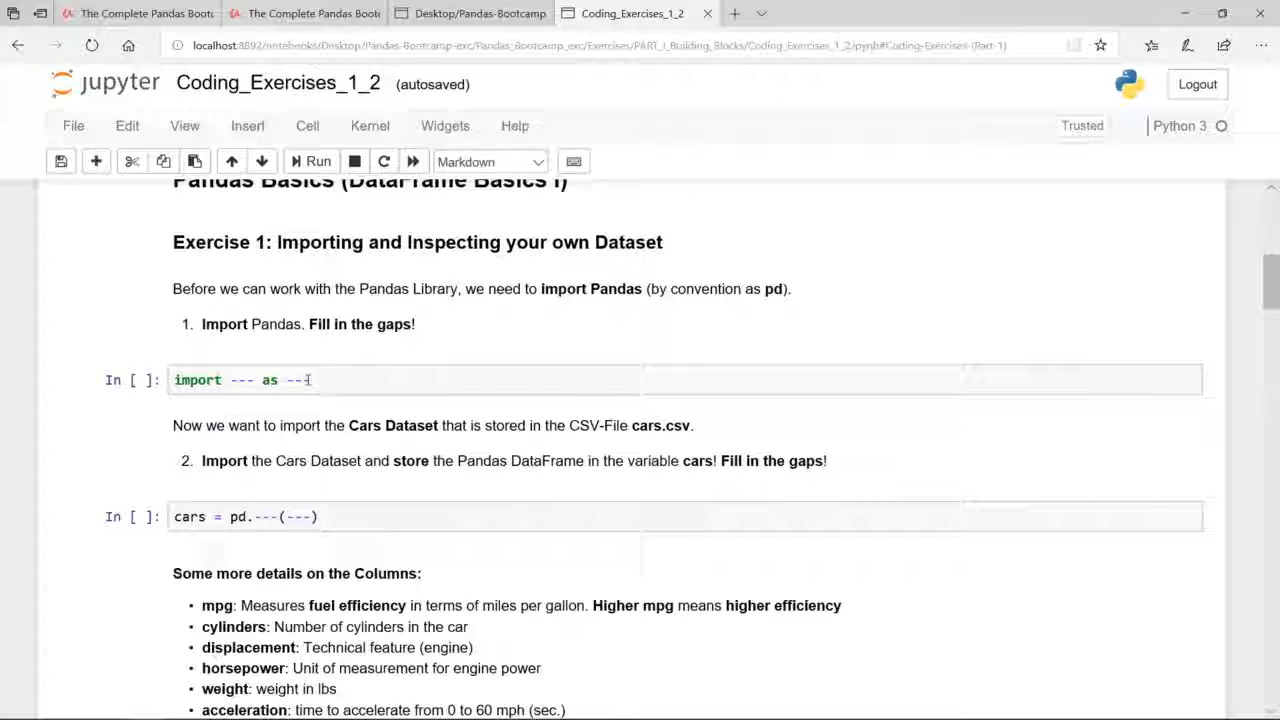 The Complete Pandas Boot
The Complete Pandas Boot
Desktop/Pandas-Bootcamp
Coding_Exercises_1_2
localhost:8892/notebooks/Desktop/Pandas-Bootcamp-exc/Pandas_Bootcamp_exc/Exercises/PART_I_Building_Blocks/Coding_Exercises_1_2.ipynb#Coding-Exercises-(Part-1)
jupyter Coding_Exercises_1_2 (autosaved) Logout
File Edit View Insert Cell Kernel Widgets Help Trusted Python 3
Run Markdown
Pandas Basics (DataFrame Basics I)
Exercise 1: Importing and Inspecting your own Dataset
Before we can work with the Pandas Library, we need to import Pandas (by convention as pd).
1. Import Pandas. Fill in the gaps!
In [ ]: import --- as ---
Now we want to import the Cars Dataset that is stored in the CSV-File cars.csv.
2. Import the Cars Dataset and store the Pandas DataFrame in the variable cars! Fill in the gaps!
In [ ]: cars = pd.---(---)
Some more details on the Columns:
• mpg: Measures fuel efficiency in terms of miles per gallon. Higher mpg means higher efficiency
• cylinders: Number of cylinders in the car
• displacement: Technical feature (engine)
• horsepower: Unit of measurement for engine power
• weight: weight in lbs
• acceleration: time to accelerate from 0 to 60 mph (sec.)